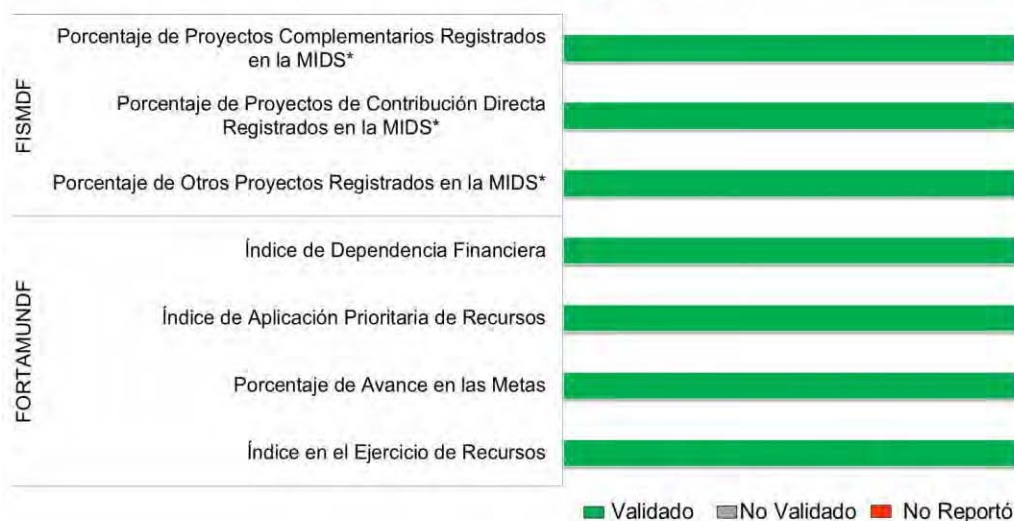 FISMDF
Porcentaje de Proyectos Complementarios Registrados
en la MIDS*
Porcentaje de Proyectos de Contribución Directa
Registrados en la MIDS*
Porcentaje de Otros Proyectos Registrados en la MIDS*
FORTAMUNDF
Índice de Dependencia Financiera
Índice de Aplicación Prioritaria de Recursos
Porcentaje de Avance en las Metas
Índice en el Ejercicio de Recursos
Validado No Validado No Reportó